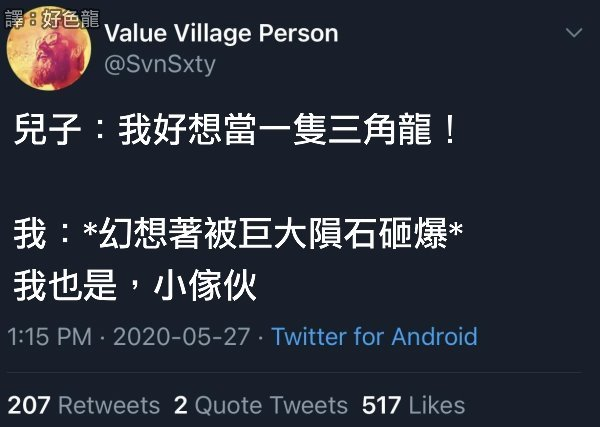 譯：好色龍
Value Village Person
@SvnSxty
兒子：我好想當一隻三角龍！
我：*幻想著被巨大隕石砸爆*
我也是，小傢伙
1:15 PM · 2020-05-27 · Twitter for Android
207 Retweets 2 Quote Tweets 517 Likes